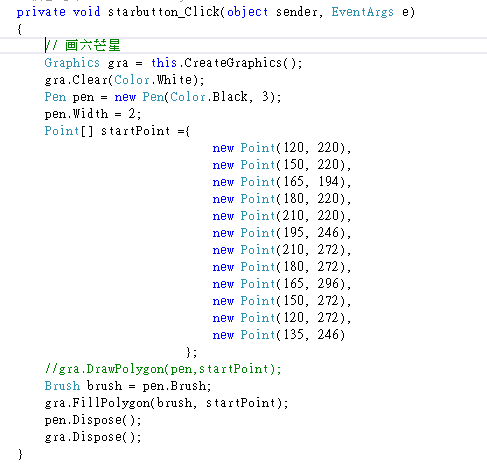 private void starbutton_Click(object sender, EventArgs e)
{
// 画六芒星
Graphics gra = this.CreateGraphics();
gra.Clear(Color.White);
Pen pen = new Pen(Color.Black, 3);
pen.Width = 2;
Point[] startPoint ={
new Point(120, 220),
new Point(150, 220),
new Point(165, 194),
new Point(180, 220),
new Point(210, 220),
new Point(195, 246),
new Point(210, 272),
new Point(180, 272),
new Point(165, 296),
new Point(150, 272),
new Point(120, 272),
new Point(135, 246)
};
//gra.DrawPolygon(pen,startPoint);
Brush brush = pen.Brush;
gra.FillPolygon(brush, startPoint);
pen.Dispose();
gra.Dispose();
}